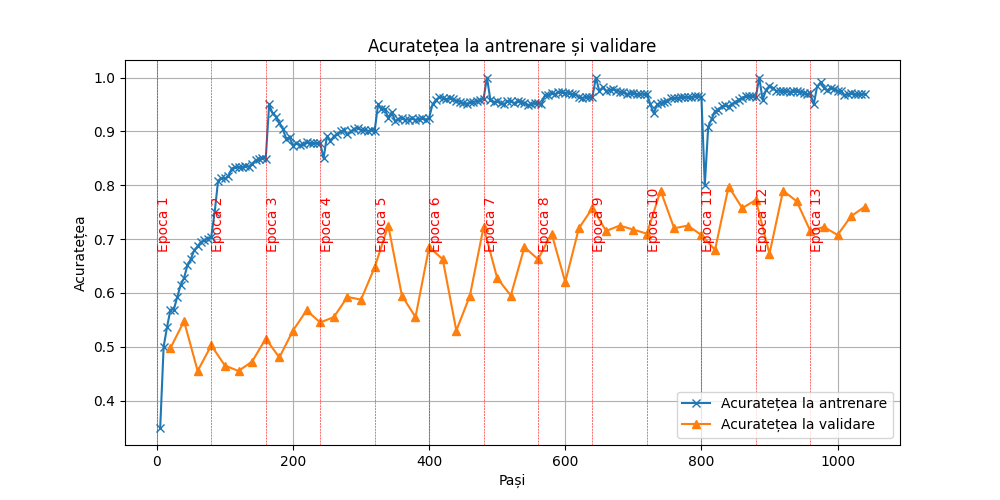 Acuratețea la antrenare și validare
Acuratețea
1.0
0.9
0.8
0.7
0.6
0.5
0.4
Epoca 1
Epoca 2
Epoca 3
Epoca 4
Epoca 5
Epoca 6
Epoca 7
Epoca 8
Epoca 9
Epoca 10
Epoca 11
Epoca 12
Epoca 13
Acuratețea la antrenare
Acuratețea la validare
0
200
400
600
800
1000
Pași